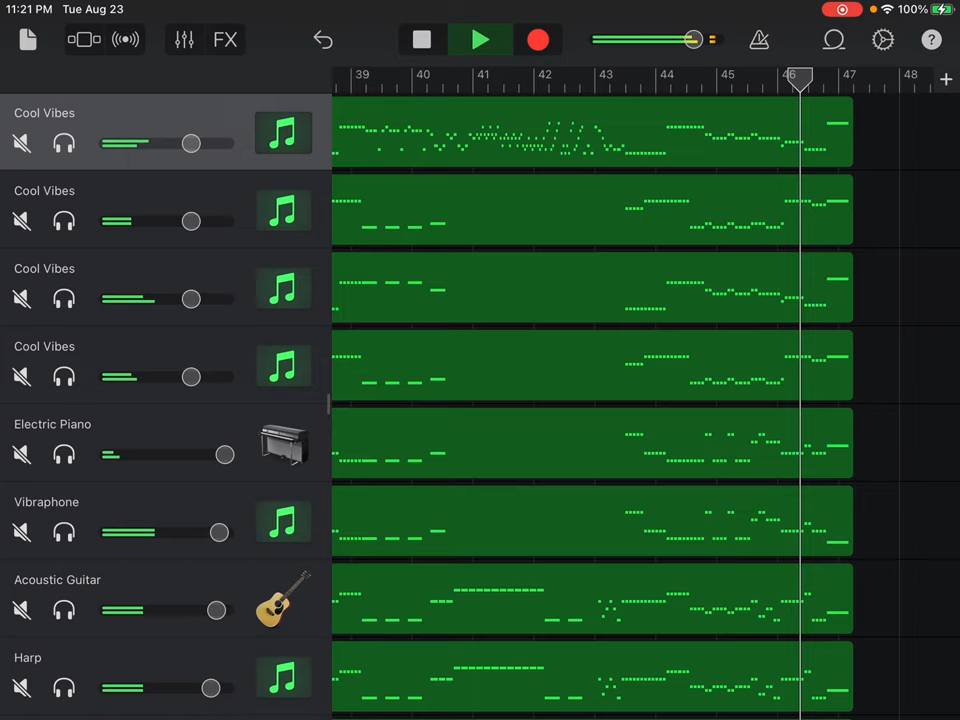 11:21 PM Tue Aug 23 100%
FX ?
39 40 41 42 43 44 45 46 47 48 +
Cool Vibes
Cool Vibes
Cool Vibes
Cool Vibes
Electric Piano
Vibraphone
Acoustic Guitar
Harp